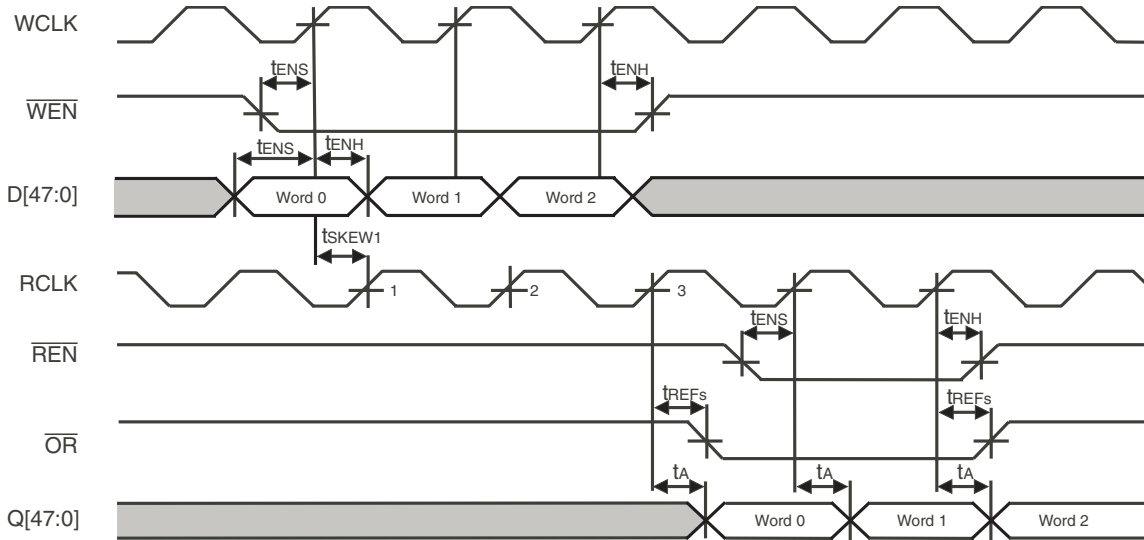 WCLK
tENS
tENH
WEN
tENS
tENH
D[47:0]
Word 0
Word 1
Word 2
tSKEW1
RCLK
1
2
3
tENS
tENH
REN
tREFs
tREFs
OR
tA
tA
tA
Q[47:0]
Word 0
Word 1
Word 2